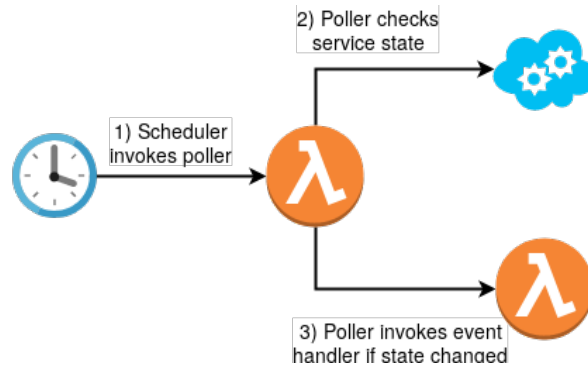 2) Poller checks
service state
1) Scheduler
invokes poller
λ
λ
3) Poller invokes event
handler if state changed